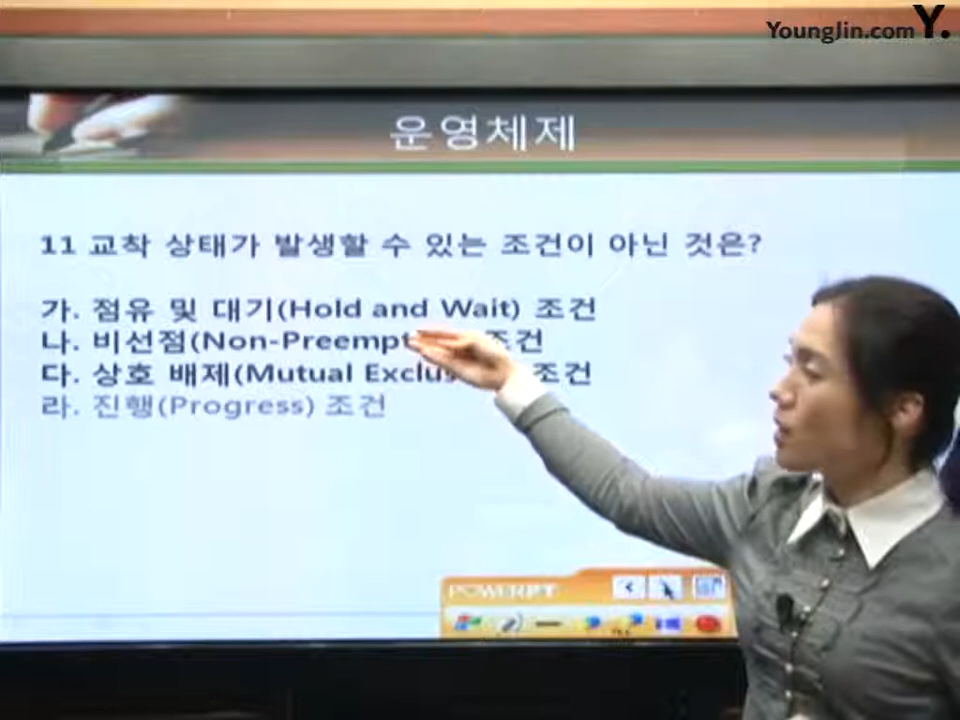 YoungJin.com Y.
운영체제
11 교착 상태가 발생할 수 있는 조건이 아닌 것은?
가. 점유 및 대기(Hold and Wait) 조건
나. 비선점(Non-Preempt 조건
다. 상호 배제(Mutual Exclus 조건
라. 진행(Progress) 조건
POWERPT